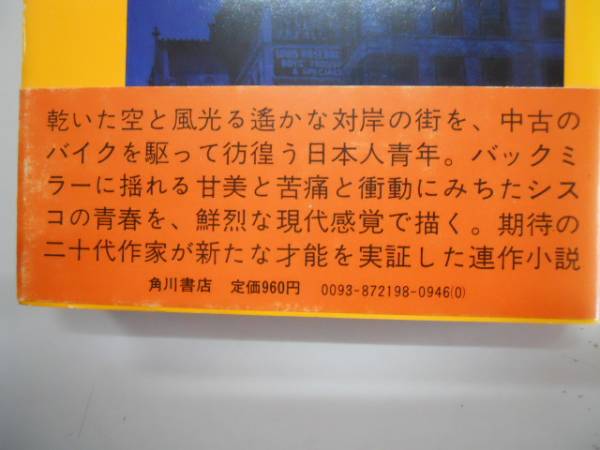 乾いた空と風光る遙かな対岸の街を、中古の
バイクを駆って彷徨う日本人青年。バックミ
ラーに揺れる甘美と苦痛と衝動にみちたシス
コの青春を、鮮烈な現代感覚で描く。期待の
二十代作家が新たな才能を実証した連作小説
角川書店 定価960円 0093-872198-0946(0)